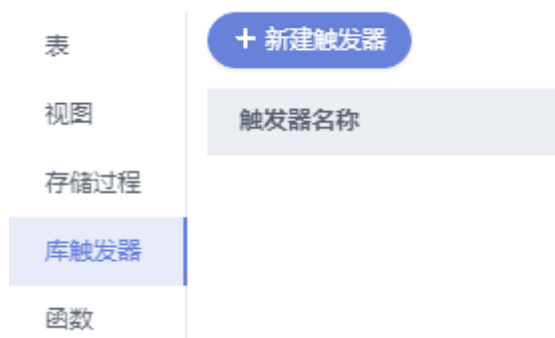 表
视图
存储过程
库触发器
函数
+ 新建触发器
触发器名称